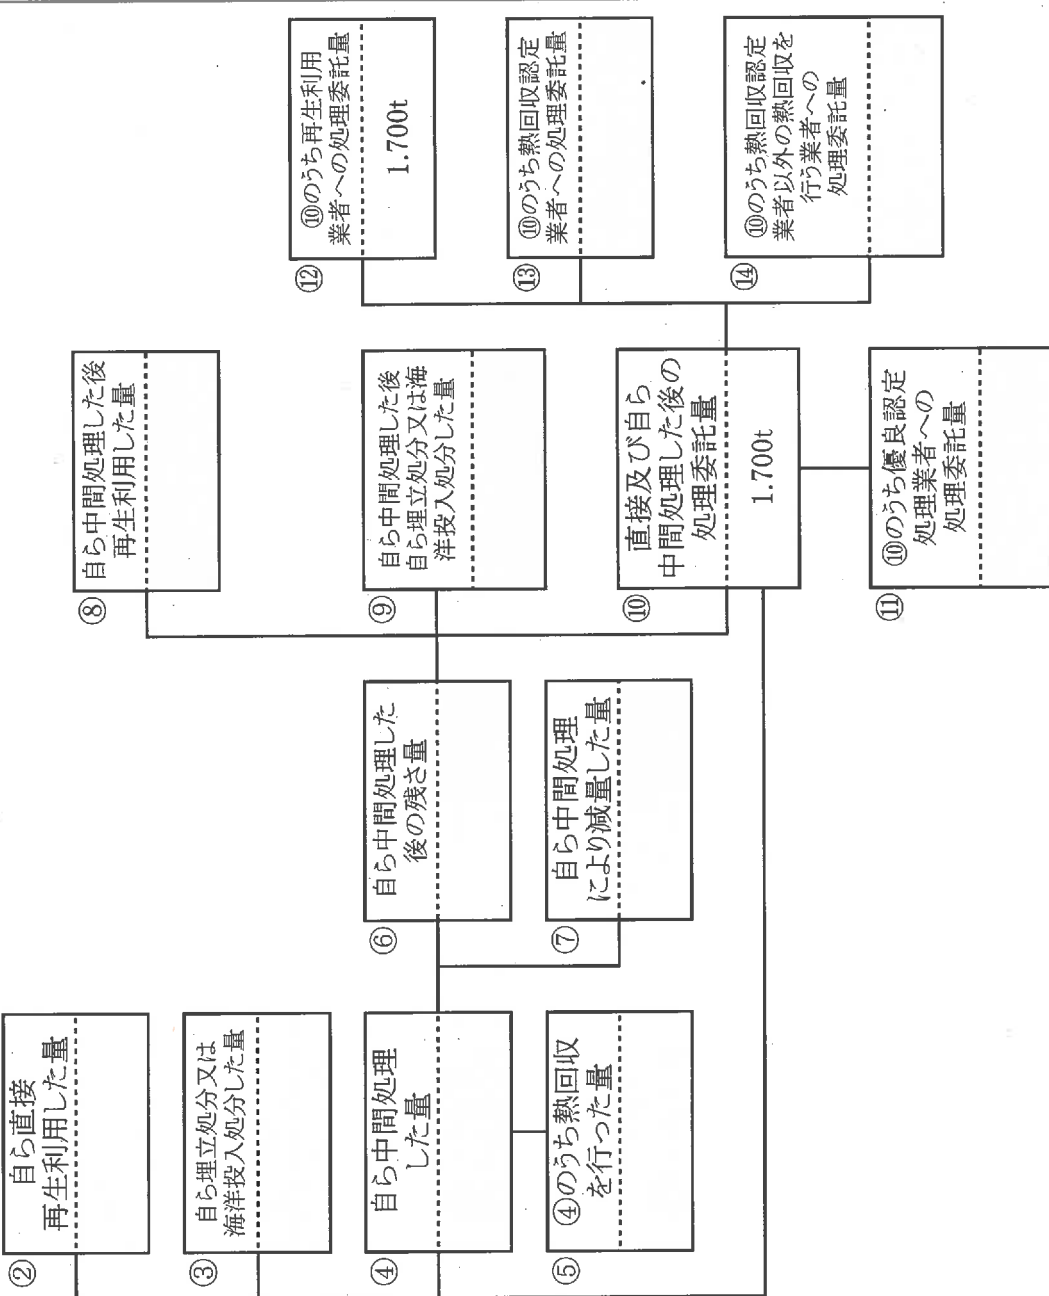 ②
自ら直接
再生利用した量
③
自ら埋立処分又は
海洋投入処分した量
④
自ら中間処理
した量
⑤
④のうち熱回収
を行った量
⑥
自ら中間処理した
後の残さ量
⑦
自ら中間処理
により減量した量
⑧
自ら中間処理した後
再生利用した量
⑨
自ら中間処理した後
自ら埋立処分又は海
洋投入処分した量
⑩
直接及び自ら
中間処理した後の
処理委託量
1.700t
⑪
⑩のうち優良認定
処理業者への
処理委託量
⑫
⑩のうち再生利用
業者への処理委託量
1.700t
⑬
⑩のうち熱回収認定
業者への処理委託量
⑭
⑩のうち熱回収認定
業者以外の熱回収を
行う業者への
処理委託量